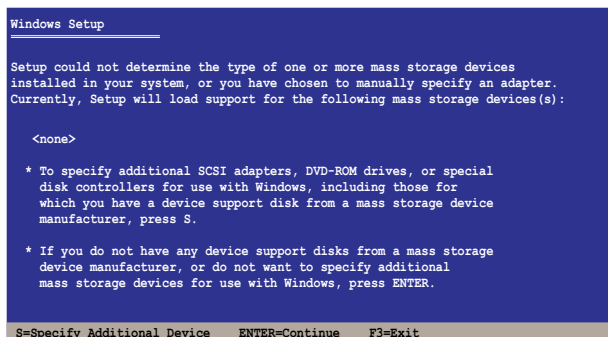 Windows Setup
Setup could not determine the type of one or more mass storage devices
installed in your system, or you have chosen to manually specify an adapter.
Currently, Setup will load support for the following mass storage devices(s):
<none>
* To specify additional SCSI adapters, DVD-ROM drives, or special
disk controllers for use with Windows, including those for
which you have a device support disk from a mass storage device
manufacturer, press S.
* If you do not have any device support disks from a mass storage
device manufacturer, or do not want to specify additional
mass storage devices for use with Windows, press ENTER.
S=Specify Additional Device ENTER=Continue F3=Exit